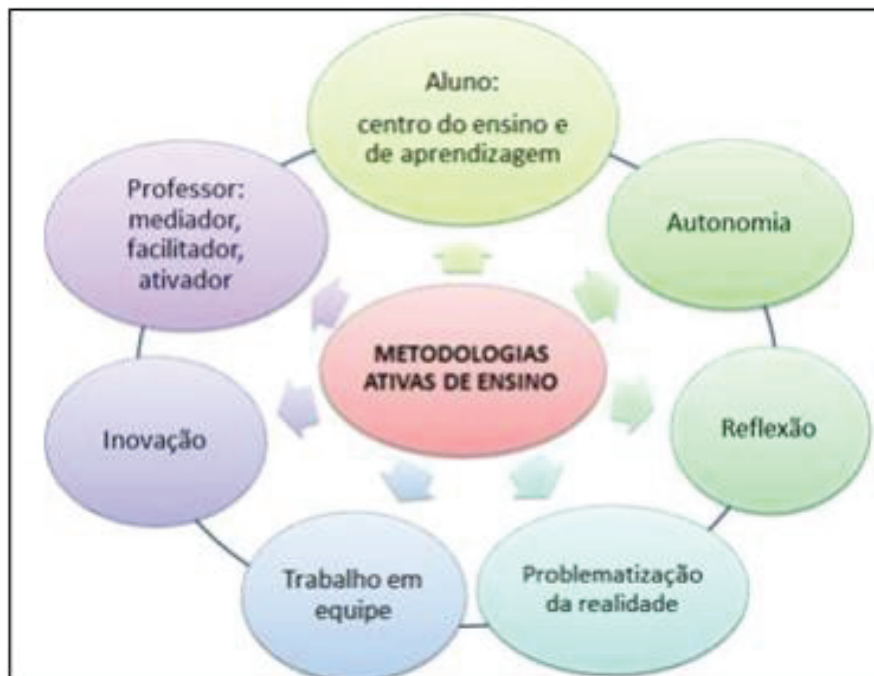 Aluno:
centro do ensino e
de aprendizagem
Autonomia
Reflexão
Problematização
da realidade
Trabalho em
equipe
Inovação
Professor:
mediador,
facilitador,
ativador
METODOLOGIAS
ATIVAS DE ENSINO